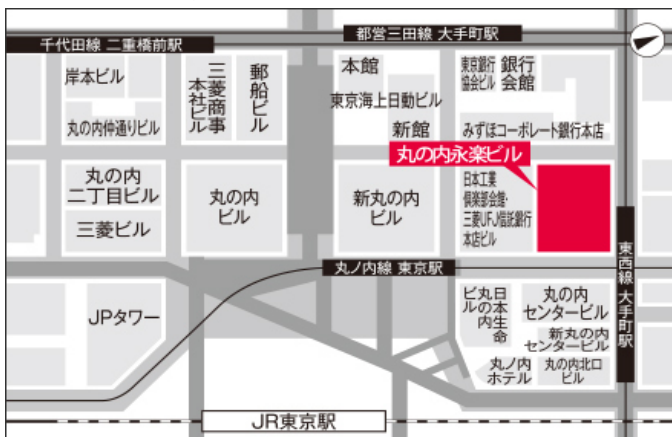 都営三田線 大手町駅
千代田線 二重橋前駅
岸本ビル
丸の内仲通りビル
三菱商事
本社ビル
郵船ビル
本館
東京海上日動ビル
新館
東京銀行
協会ビル
銀行
会館
みずほコーポレート銀行本店
丸の内永楽ビル
丸の内
二丁目ビル
三菱ビル
丸の内
ビル
新丸の内
ビル
日本工業
倶楽部会館・
三菱UFJ信託銀行
本店ビル
東西線 大手町駅
丸ノ内線 東京駅
JPタワー
日本生命
丸の内
ビル
丸の内
センタービル
新丸の内
センタービル
丸ノ内
ホテル
丸の内北口
ビル
JR東京駅